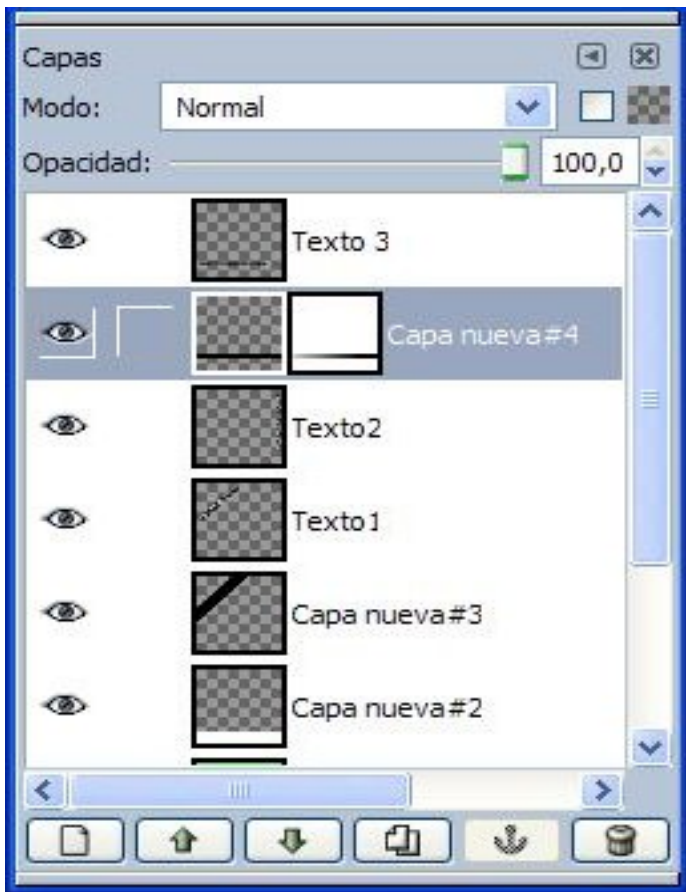 Capas
Modo: Normal
Opacidad: 100,0
Texto 3
Capa nueva#4
Texto2
Texto1
Capa nueva#3
Capa nueva#2